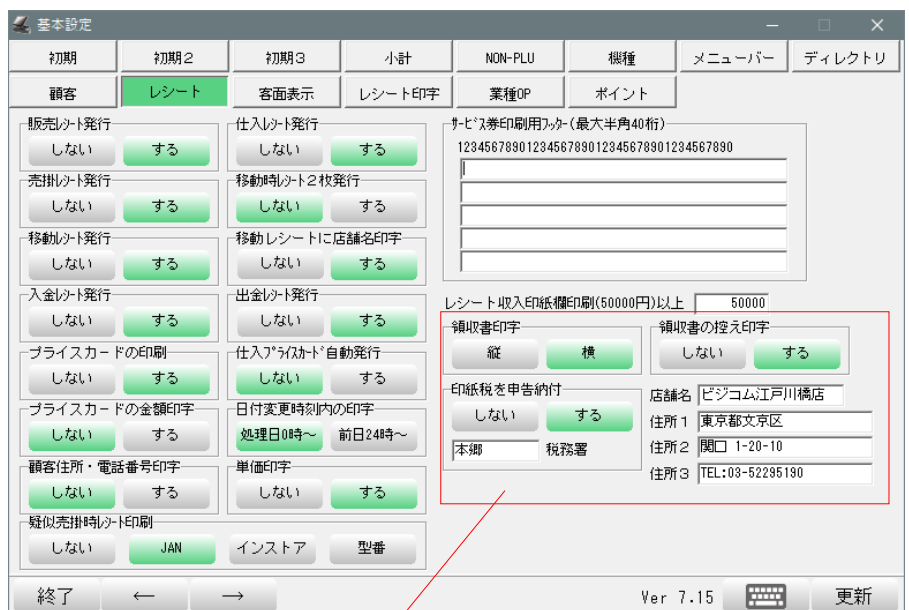 基本設定
初期 初期2 初期3 小計 NON-PLU 機種 メニューバー ディレクトリ
顧客 レシート 客面表示 レシート印字 業種OP ポイント
販売ﾚｼｰﾄ発行
しない する
仕入ﾚｼｰﾄ発行
しない する
売掛ﾚｼｰﾄ発行
しない する
移動時ﾚｼｰﾄ2枚発行
しない する
移動ﾚｼｰﾄ発行
しない する
移動レシートに店舗名印字
しない する
入金ﾚｼｰﾄ発行
しない する
出金ﾚｼｰﾄ発行
しない する
プライスカードの印刷
しない する
仕入ﾌﾟﾗｲｽｶｰﾄﾞ自動発行
しない する
プライスカードの金額印字
しない する
日付変更時刻内の印字
処理日0時～ 前日24時～
顧客住所・電話番号印字
しない する
単価印字
しない する
疑似売掛時ﾚｼｰﾄ印刷
しない JAN インストア 型番
ｻｰﾋﾞｽ券印刷用ﾌｯﾀｰ(最大半角40桁)
1234567890123456789012345678901234567890
レシート収入印紙欄印刷(50000円)以上 50000
領収書印字
縦 横
領収書の控え印字
しない する
印紙税を申告納付
しない する
本郷 税務署
店舗名 ビジコム江戸川橋店
住所1 東京都文京区
住所2 関口 1-20-10
住所3 TEL:03-52295190
終了 ← → Ver 7.15 更新